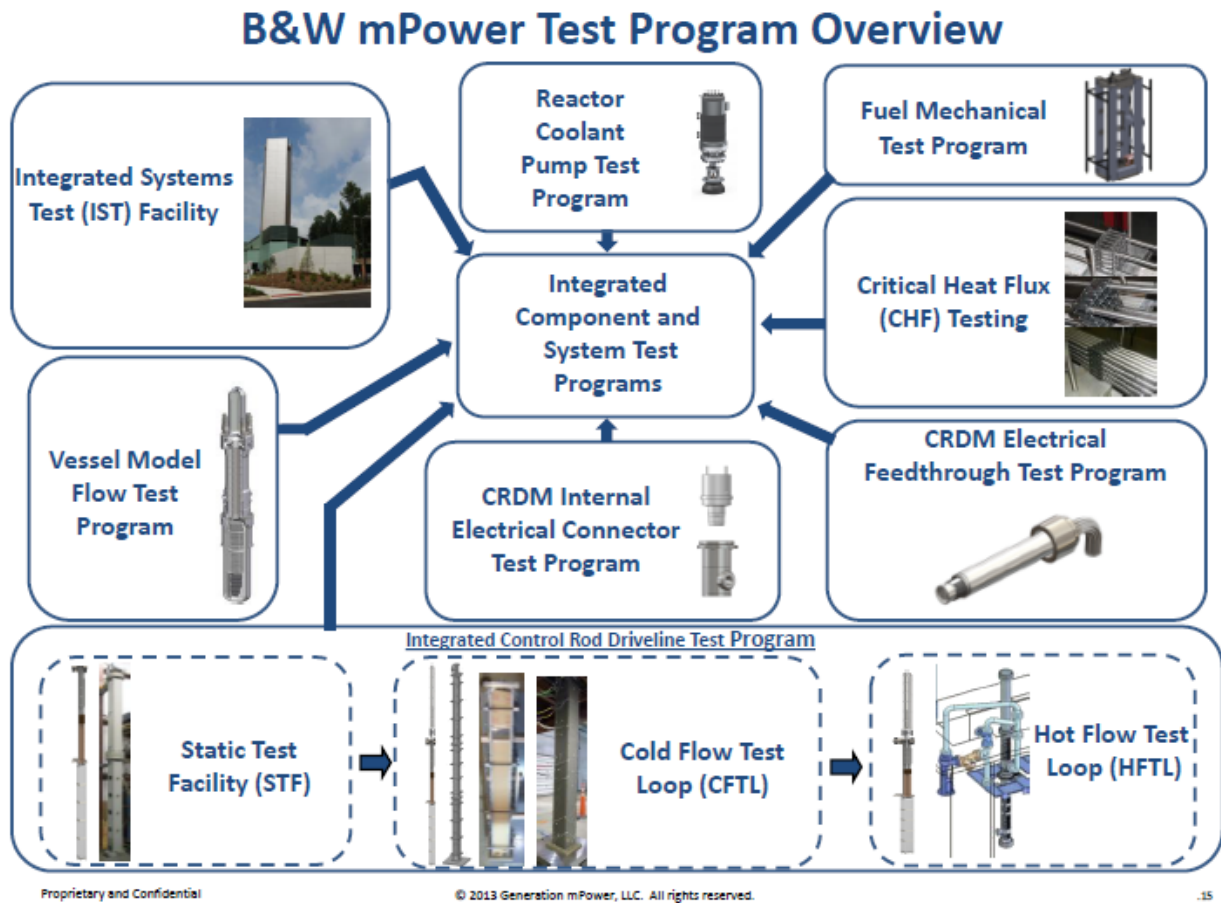 B&W mPower Test Program Overview
Integrated Systems
Test (IST) Facility
Reactor
Coolant
Pump Test
Program
Fuel Mechanical
Test Program
Integrated
Component and
System Test
Programs
Critical Heat Flux
(CHF) Testing
Vessel Model
Flow Test
Program
CRDM Internal
Electrical Connector
Test Program
CRDM Electrical
Feedthrough Test Program
Integrated Control Rod Driveline Test Program
Static Test
Facility (STF)
Cold Flow Test
Loop (CFTL)
Hot Flow Test
Loop (HFTL)
Proprietary and Confidential
© 2013 Generation mPower, LLC. All rights reserved.
.15